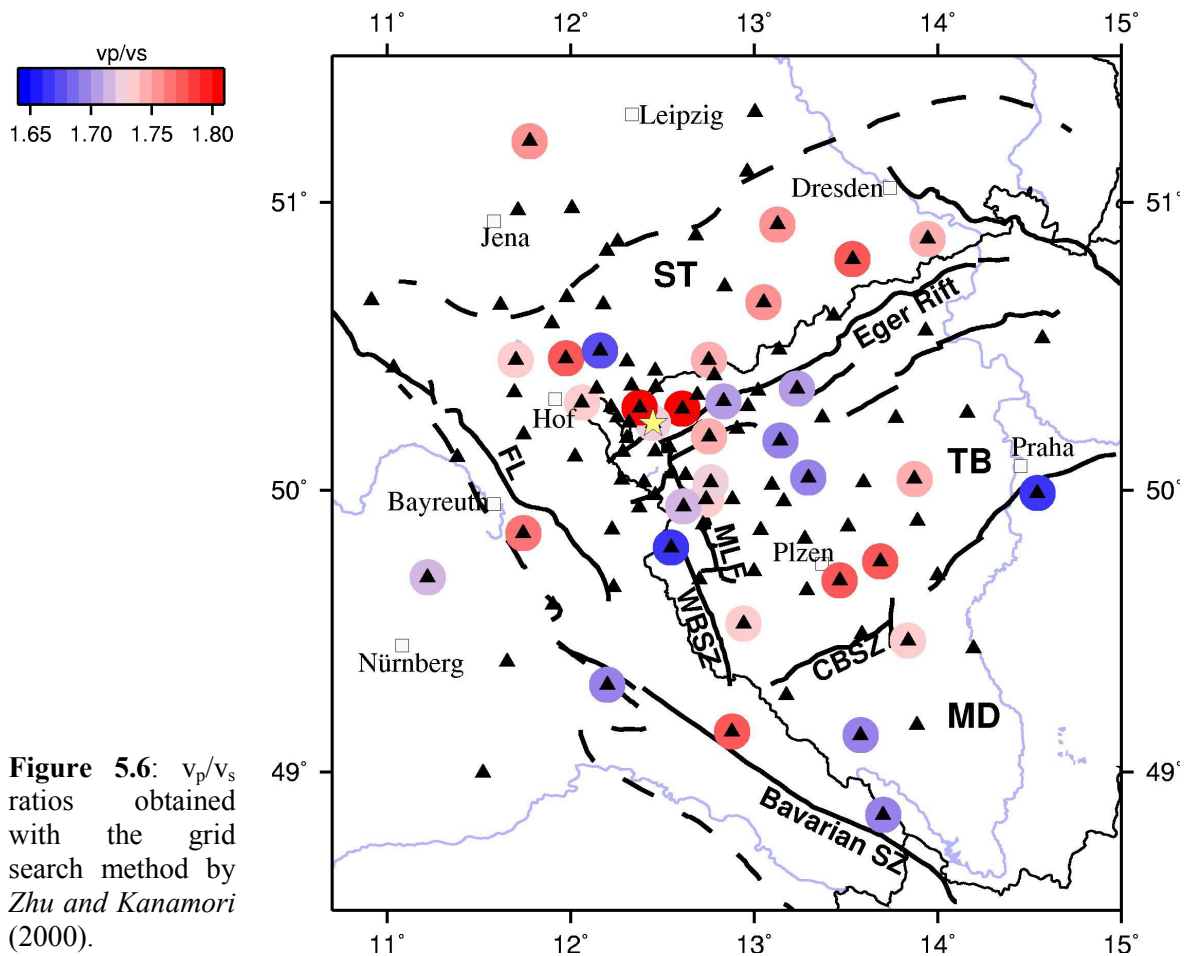 11° 12° 13° 14° 15°
vp/vs
1.65 1.70 1.75 1.80
Leipzig
51°
51°
Dresden
Jena
ST
Eger Rift
Hof
FL
TB
Praha
50°
50°
Bayreuth
MLF
Plzen
WBSZ
CBSZ
Nürnberg
MD
49°
49°
Bavarian SZ
11° 12° 13° 14° 15°
Figure 5.6: vp/vs
ratios obtained
with the grid
search method by
Zhu and Kanamori
(2000).